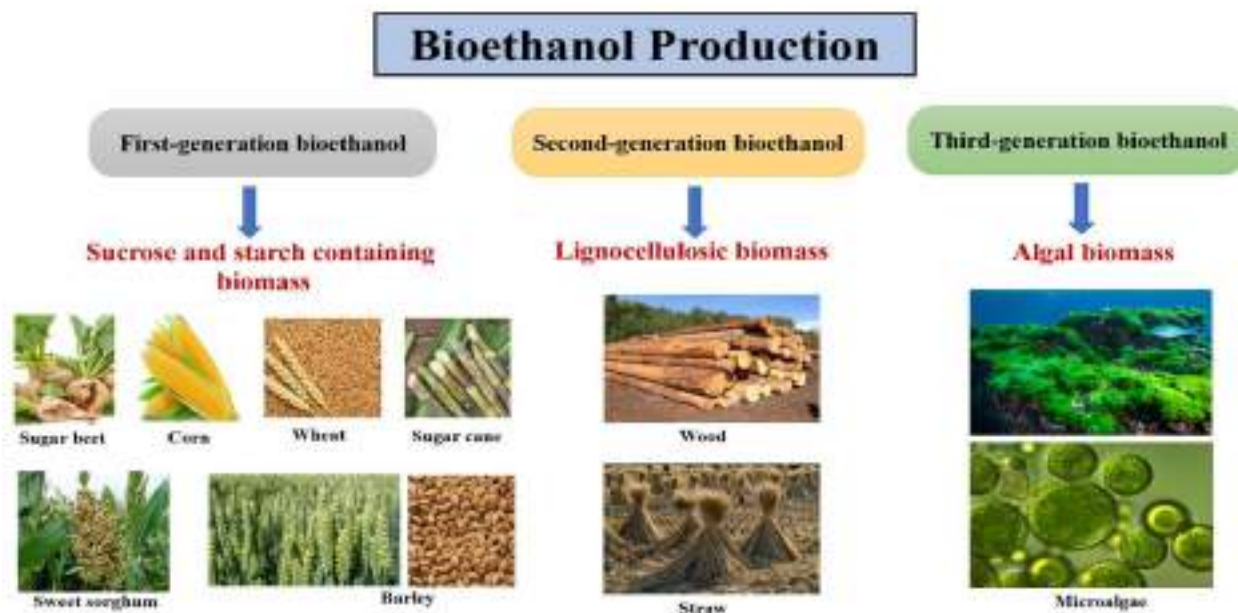 Bioethanol Production
First-generation bioethanol
Second-generation bioethanol
Third-generation bioethanol
Sucrose and starch containing
biomass
Lignocellulosic biomass
Algal biomass
Sugar beet
Corn
Wheat
Sugar cane
Wood
Sweet sorghum
Barley
Straw
Microalgae